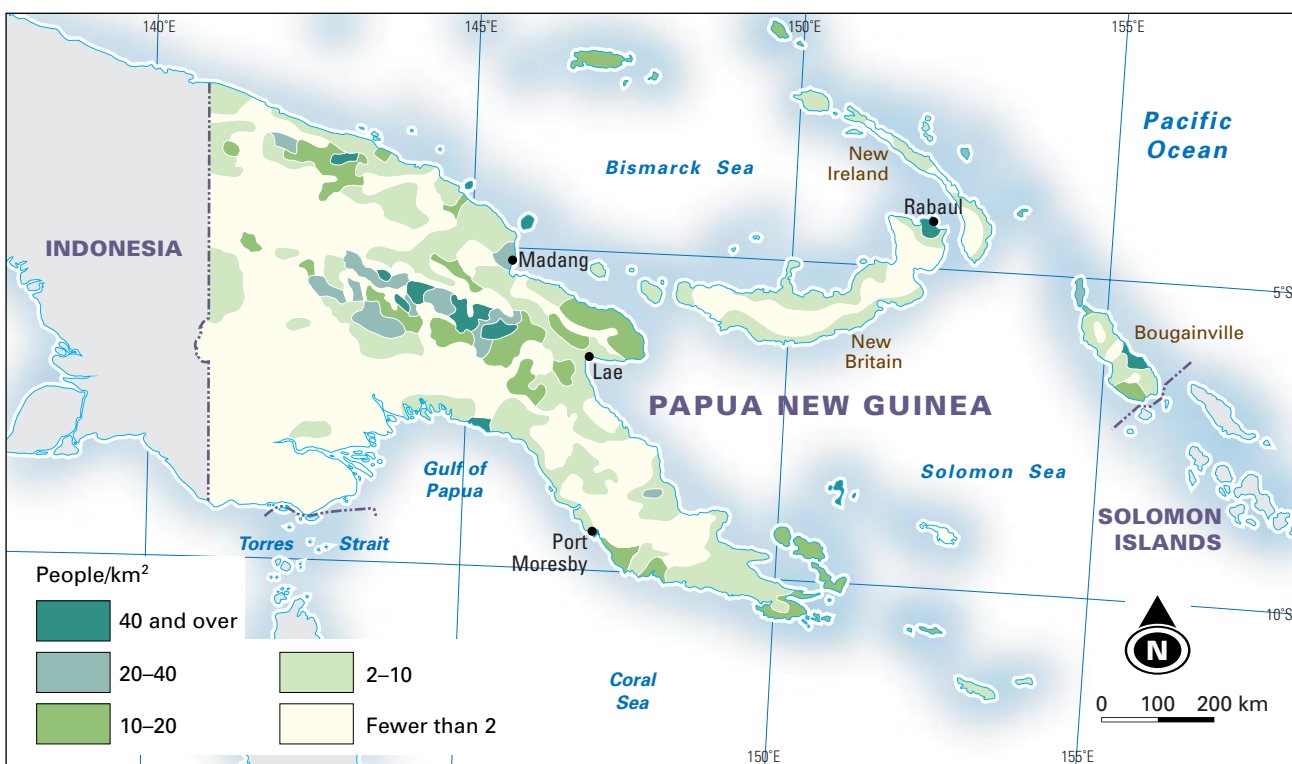 140°E
145°E
150°E
155°E
Pacific
Ocean
Bismarck Sea
New
Ireland
Rabaul
INDONESIA
Madang
5°S
Bougainville
New
Britain
Lae
PAPUA NEW GUINEA
Gulf of
Papua
Solomon Sea
SOLOMON
ISLANDS
Torres Strait
Port
Moresby
People/km²
40 and over
20–40
10–20
2–10
Fewer than 2
Coral
Sea
10°S
N
0 100 200 km
150°E
155°E